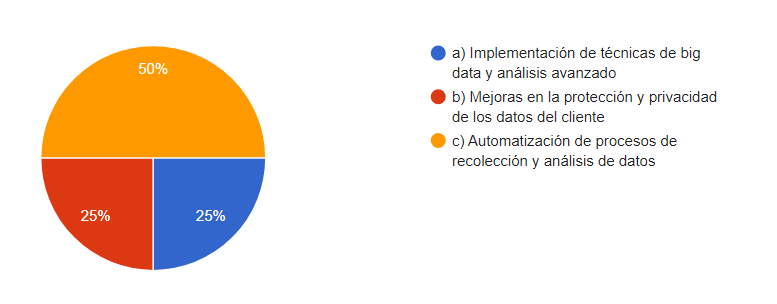 50%
25%
25%
a) Implementación de técnicas de big
data y análisis avanzado
b) Mejoras en la protección y privacidad
de los datos del cliente
c) Automatización de procesos de
recolección y análisis de datos